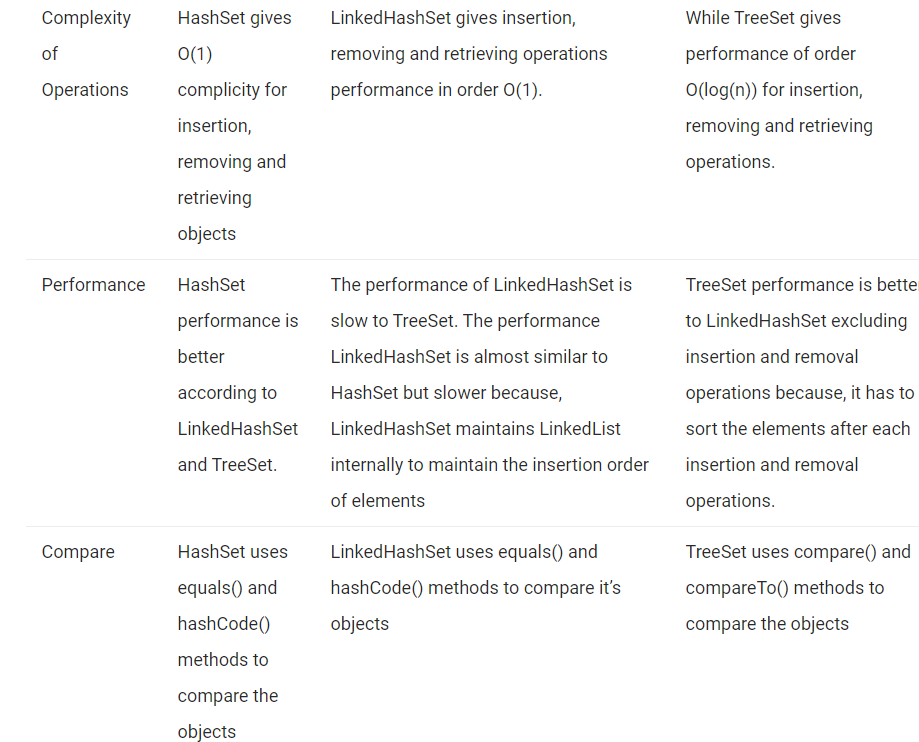 Complexity
of
Operations
HashSet gives
O(1)
complicity for
insertion,
removing and
retrieving
objects
LinkedHashSet gives insertion,
removing and retrieving operations
performance in order O(1).
While TreeSet gives
performance of order
O(log(n)) for insertion,
removing and retrieving
operations.
Performance
HashSet
performance is
better
according to
LinkedHashSet
and TreeSet.
The performance of LinkedHashSet is
slow to TreeSet. The performance
LinkedHashSet is almost similar to
HashSet but slower because,
LinkedHashSet maintains LinkedList
internally to maintain the insertion order
of elements
TreeSet performance is bette
to LinkedHashSet excluding
insertion and removal
operations because, it has to
sort the elements after each
insertion and removal
operations.
Compare
HashSet uses
equals() and
hashCode()
methods to
compare the
objects
LinkedHashSet uses equals() and
hashCode() methods to compare it’s
objects
TreeSet uses compare() and
compareTo() methods to
compare the objects